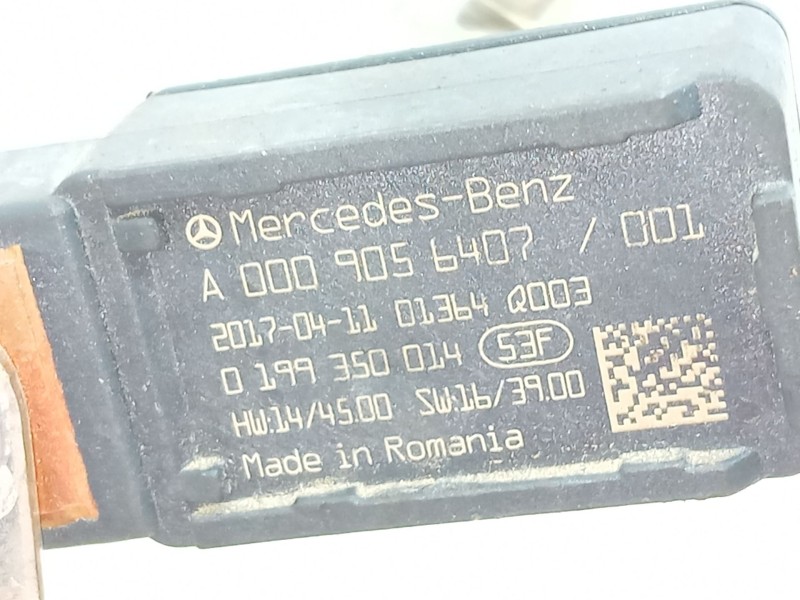 Mercedes-Benz
A 000 905 6407 / 001
2017-04-11 01364 Q003
0 199 350 014 S3F
HW:14/45.00 SW:16/39.00
Made in Romania